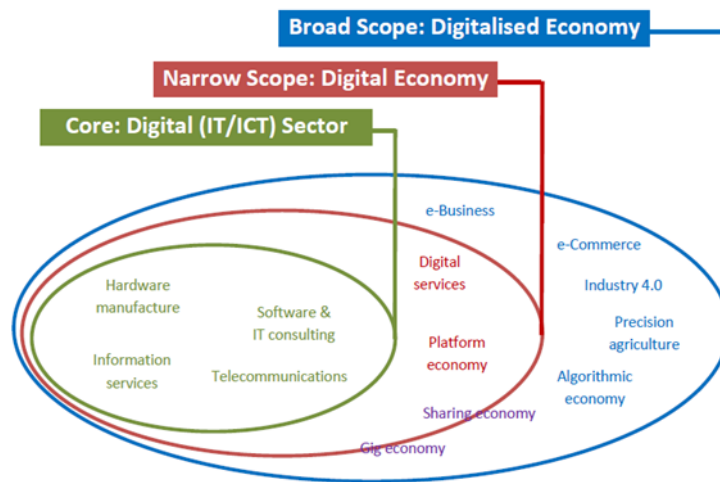 Broad Scope: Digitalised Economy
Narrow Scope: Digital Economy
Core: Digital (IT/ICT) Sector
e-Business
e-Commerce
Digital
services
Hardware
manufacture
Industry 4.0
Software &
IT consulting
Precision
agriculture
Platform
economy
Information
services
Telecommunications
Algorithmic
economy
Sharing economy
Gig economy